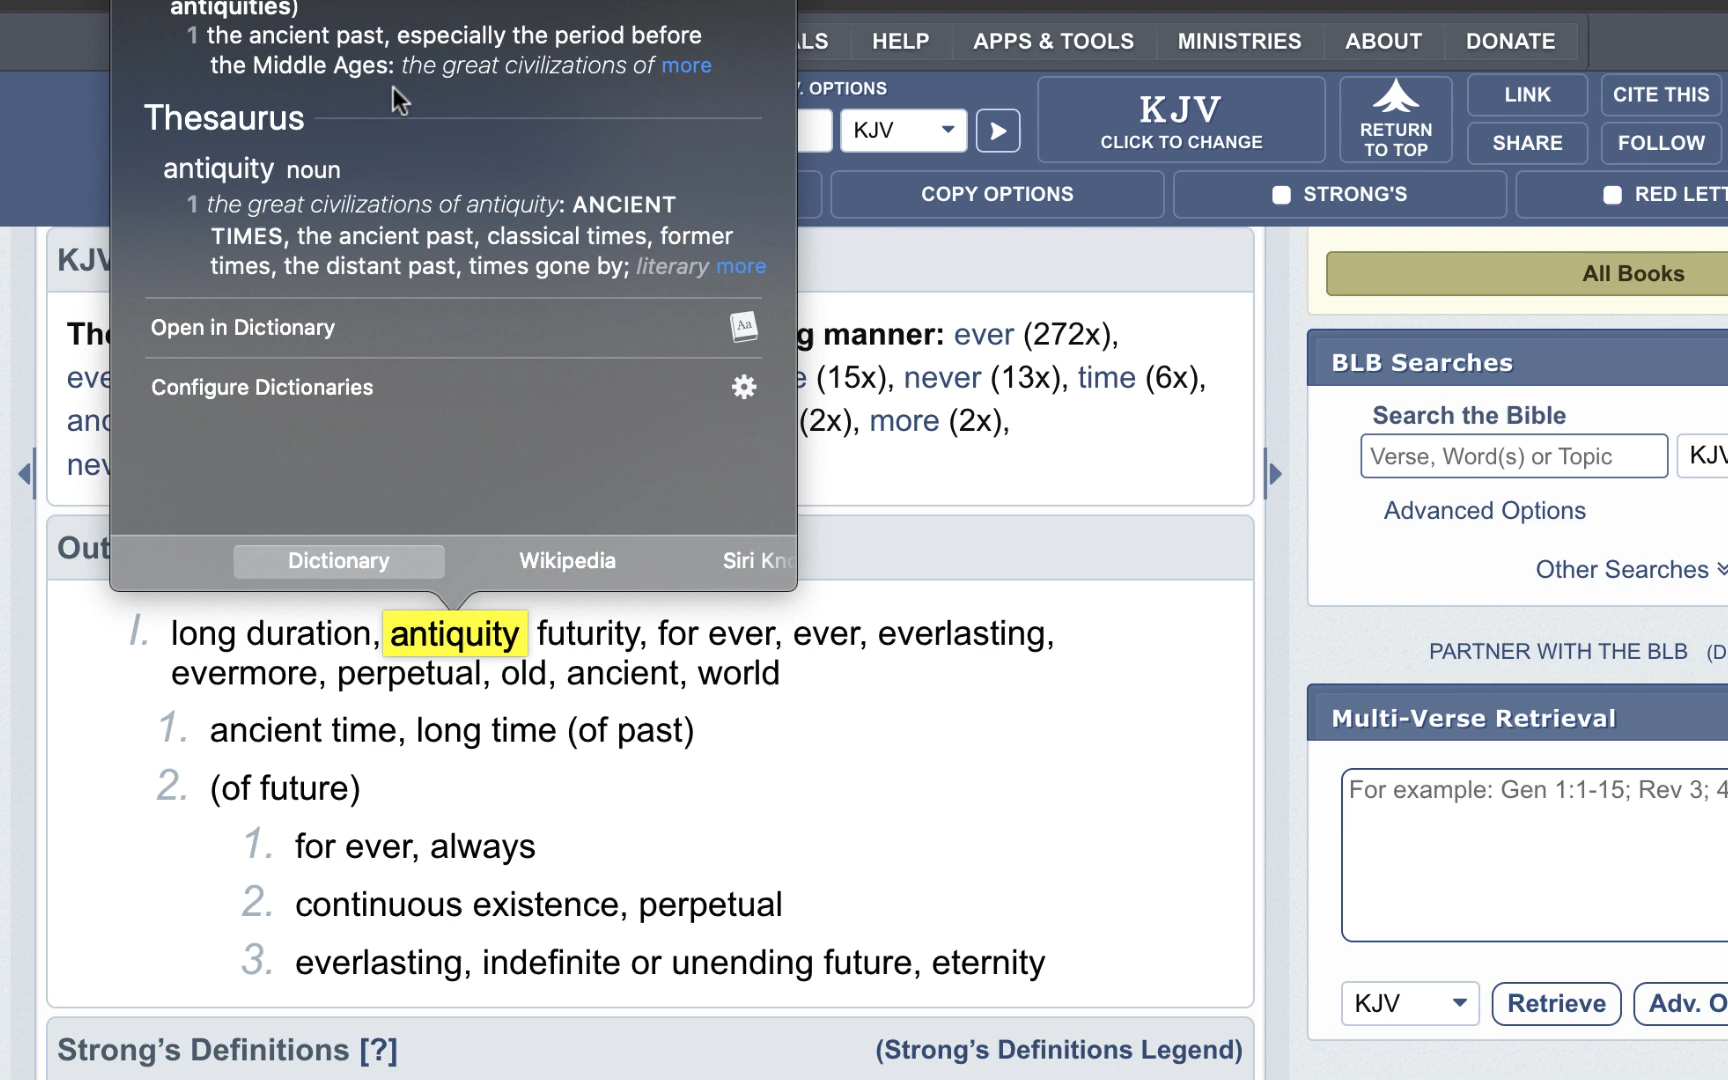 antiquities)
1 the ancient past, especially the period before
the Middle Ages: the great civilizations of more
Thesaurus
antiquity noun
1 the great civilizations of antiquity: ANCIENT
TIMES, the ancient past, classical times, former
times, the distant past, times gone by; literary more
Open in Dictionary
Aa
Configure Dictionaries
Dictionary Wikipedia Siri
HELP APPS & TOOLS MINISTRIES ABOUT DONATE
OPTIONS
KJV
KJV
CLICK TO CHANGE
RETURN
TO TOP
LINK
CITE THIS
SHARE
FOLLOW
COPY OPTIONS
STRONG'S
RED
KJV
manner: ever (272x),
(15x), never (13x), time (6x),
(2x), more (2x),
I. long duration, antiquity futurity, for ever, ever, everlasting,
evermore, perpetual, old, ancient, world
1. ancient time, long time (of past)
2. (of future)
1. for ever, always
2. continuous existence, perpetual
3. everlasting, indefinite or unending future, eternity
Strong's Definitions [?]
(Strong's Definitions Legend)
All Books
BLB Searches
Search the Bible
Verse, Word(s) or Topic
KJV
Advanced Options
Other Searches
PARTNER WITH THE BLB
Multi-Verse Retrieval
For example: Gen 1:1-15; Rev 3; 4
KJV
Retrieve
Adv.